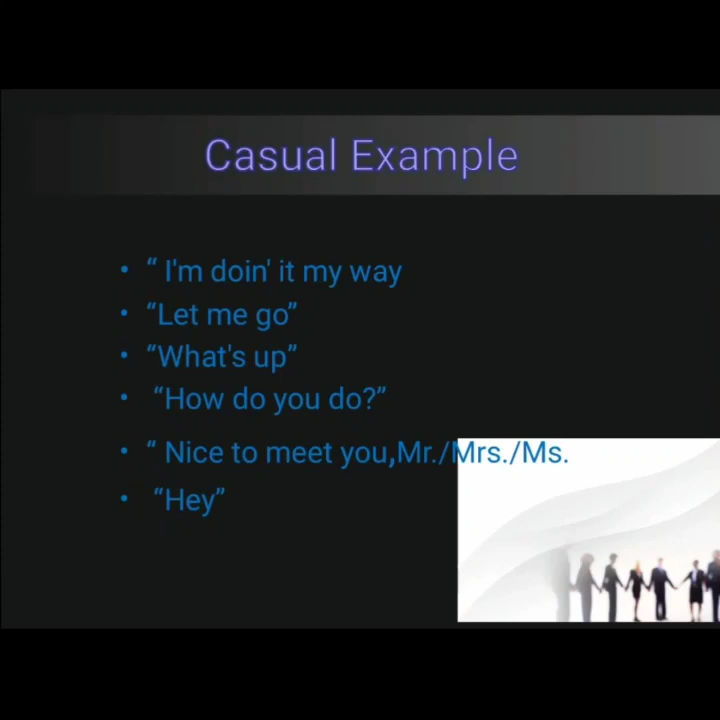 Casual Example
• “ I'm doin' it my way
• “Let me go”
• “What's up”
• “How do you do?”
• “ Nice to meet you,Mr./Mrs./Ms.
• “Hey”